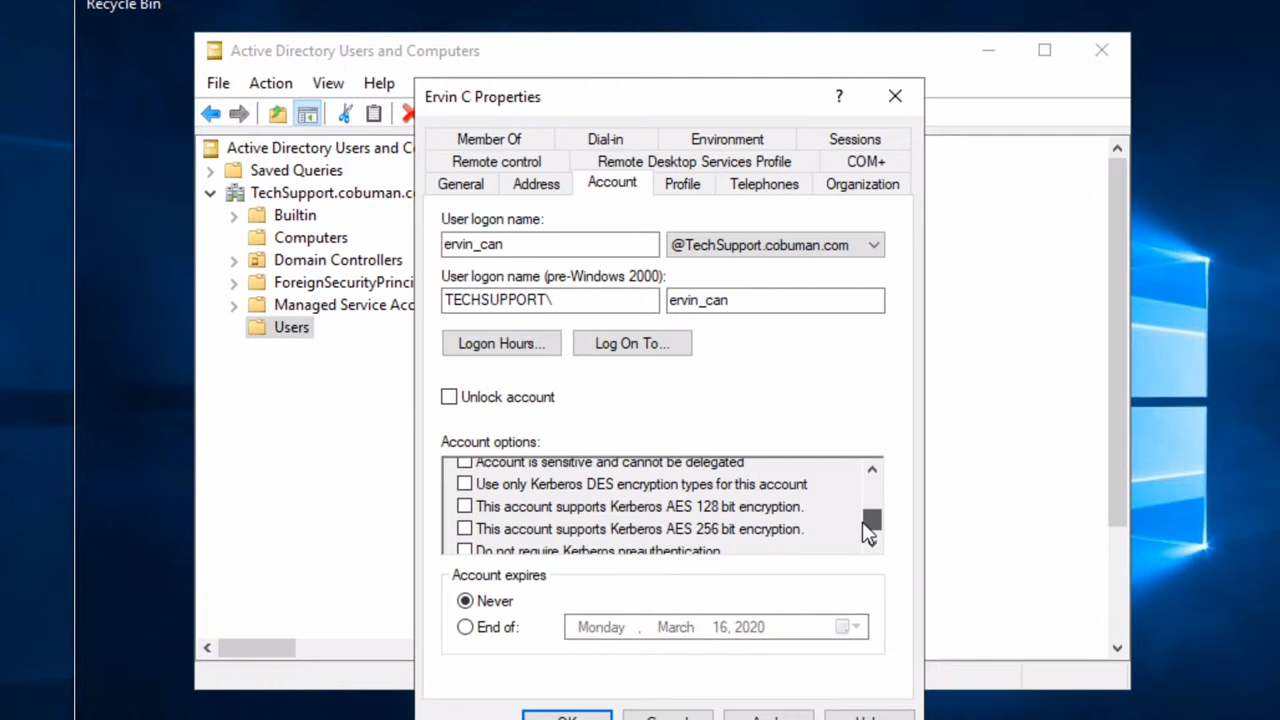 Recycle Bin
Active Directory Users and Computers
File Action View Help
Ervin C Properties
?
Active Directory Users and Co
Saved Queries
TechSupport.cobuman.c
Builtin
Computers
Domain Controllers
ForeignSecurityPrinci
Managed Service Acc
Users
Member Of Dial-in Environment Sessions
Remote control Remote Desktop Services Profile COM+
General Address Account Profile Telephones Organization
User logon name:
ervin_can @TechSupport.cobuman.com
User logon name (pre-Windows 2000):
TECHSUPPORT\ ervin_can
Logon Hours... Log On To...
Unlock account
Account options:
Account is sensitive and cannot be delegated
Use only Kerberos DES encryption types for this account
This account supports Kerberos AES 128 bit encryption.
This account supports Kerberos AES 256 bit encryption.
Do not require Kerberos preauthentication
Account expires
Never
End of: Monday , March 16, 2020